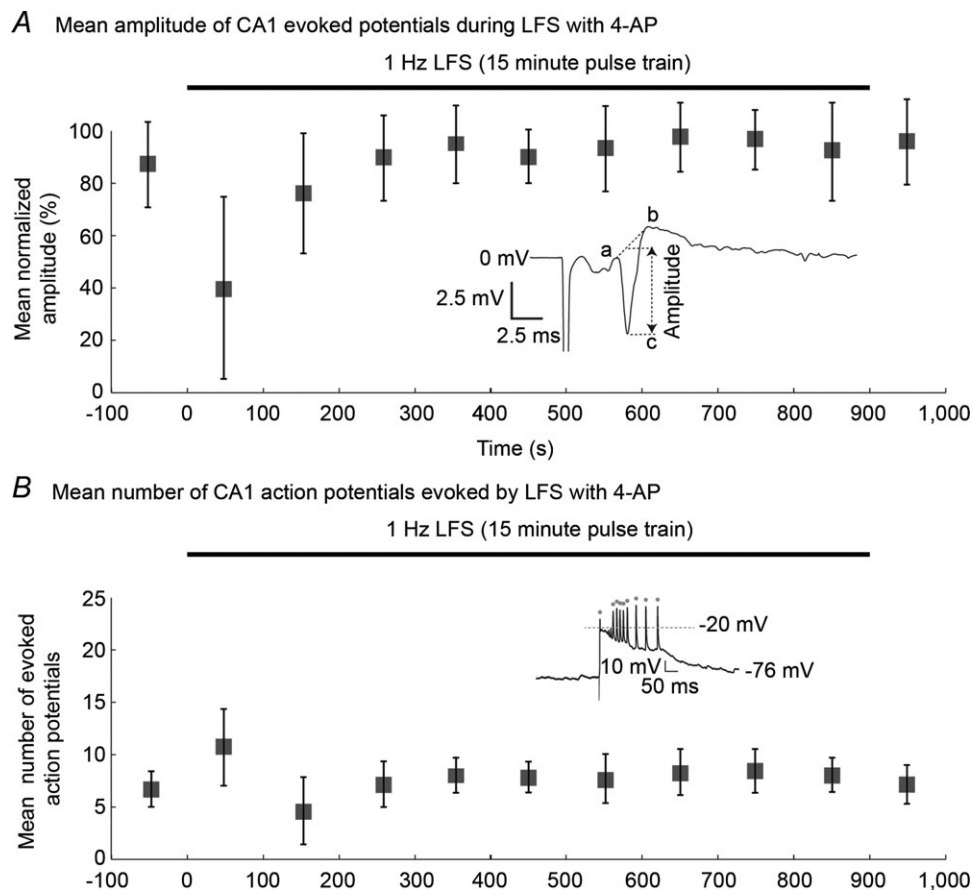 A Mean amplitude of CA1 evoked potentials during LFS with 4-AP
1 Hz LFS (15 minute pulse train)
Mean normalized
amplitude (%)
100
80
60
40
20
0
0 mV
2.5 mV
2.5 ms
a
b
c
Amplitude
-100 0 100 200 300 400 500 600 700 800 900 1,000
Time (s)
B Mean number of CA1 action potentials evoked by LFS with 4-AP
1 Hz LFS (15 minute pulse train)
Mean number of evoked
action potentials
25
20
15
10
5
0
-20 mV
10 mV
50 ms
-76 mV
-100 0 100 200 300 400 500 600 700 800 900 1,000